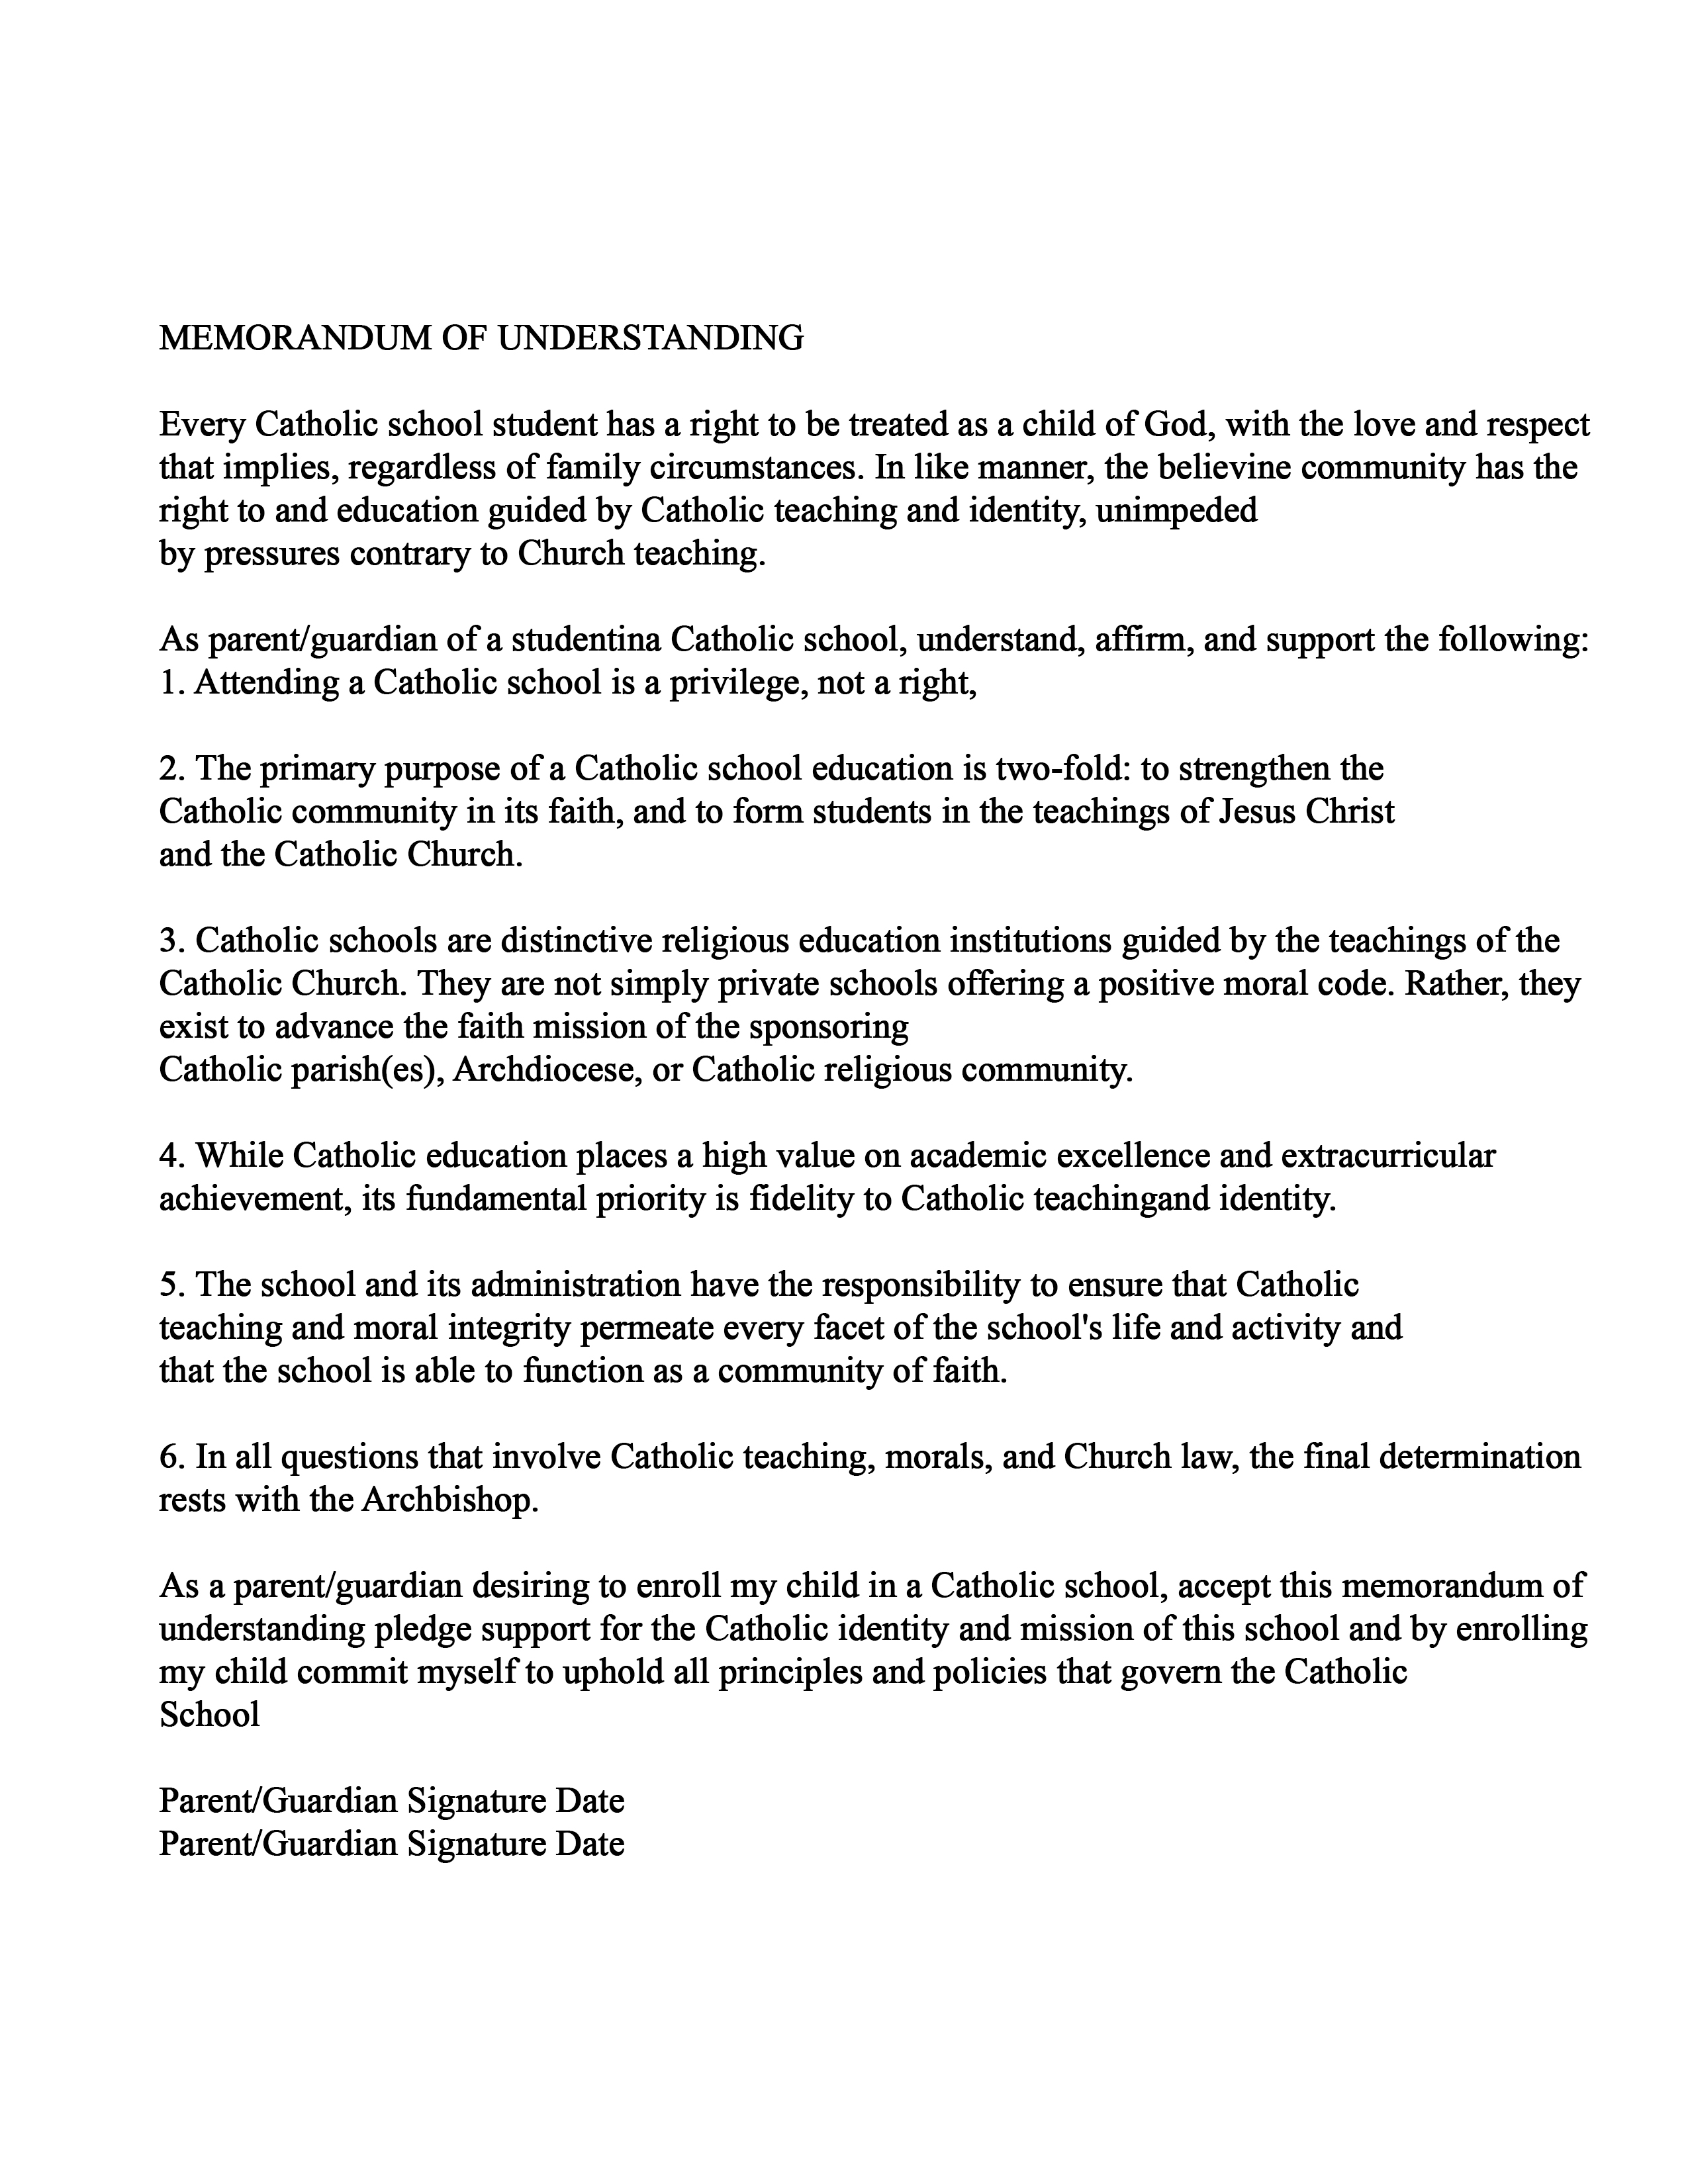 MEMORANDUM OF UNDERSTANDING
Every Catholic school student has a right to be treated as a child of God, with the love and respect
that implies, regardless of family circumstances. In like manner, the believine community has the
right to and education guided by Catholic teaching and identity, unimpeded
by pressures contrary to Church teaching.
As parent/guardian of a studentina Catholic school, understand, affirm, and support the following:
1. Attending a Catholic school is a privilege, not a right,
2. The primary purpose of a Catholic school education is two-fold: to strengthen the
Catholic community in its faith, and to form students in the teachings of Jesus Christ
and the Catholic Church.
3. Catholic schools are distinctive religious education institutions guided by the teachings of the
Catholic Church. They are not simply private schools offering a positive moral code. Rather, they
exist to advance the faith mission of the sponsoring
Catholic parish(es), Archdiocese, or Catholic religious community.
4. While Catholic education places a high value on academic excellence and extracurricular
achievement, its fundamental priority is fidelity to Catholic teachingand identity.
5. The school and its administration have the responsibility to ensure that Catholic
teaching and moral integrity permeate every facet of the school's life and activity and
that the school is able to function as a community of faith.
6. In all questions that involve Catholic teaching, morals, and Church law, the final determination
rests with the Archbishop.
As a parent/guardian desiring to enroll my child in a Catholic school, accept this memorandum of
understanding pledge support for the Catholic identity and mission of this school and by enrolling
my child commit myself to uphold all principles and policies that govern the Catholic
School
Parent/Guardian Signature Date
Parent/Guardian Signature Date